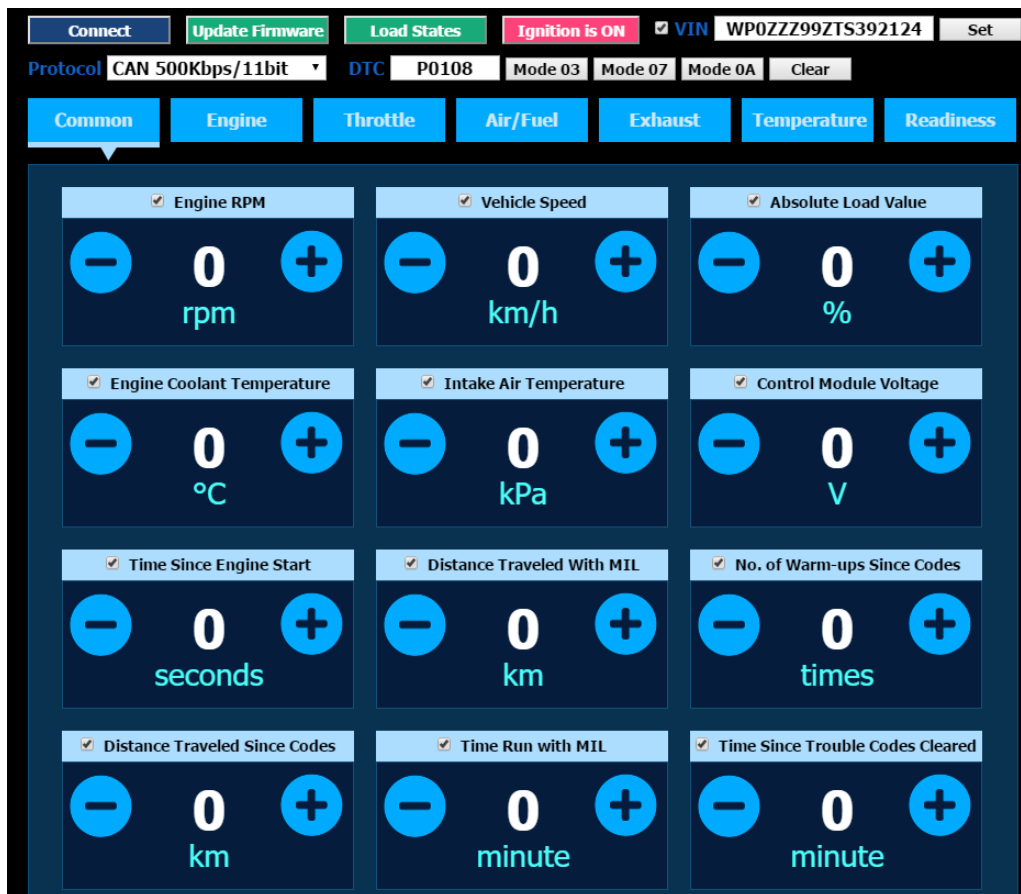 Connect Update Firmware Load States Ignition is ON VIN WP0ZZZ99ZTS392124 Set
Protocol CAN 500Kbps/11bit DTC P0108 Mode 03 Mode 07 Mode 0A Clear
Common Engine Throttle Air/Fuel Exhaust Temperature Readiness
Engine RPM Vehicle Speed Absolute Load Value
0 0 0
rpm km/h %
Engine Coolant Temperature Intake Air Temperature Control Module Voltage
0 0 0
°C kPa V
Time Since Engine Start Distance Traveled With MIL No. of Warm-ups Since Codes
0 0 0
seconds km times
Distance Traveled Since Codes Time Run with MIL Time Since Trouble Codes Cleared
0 0 0
km minute minute